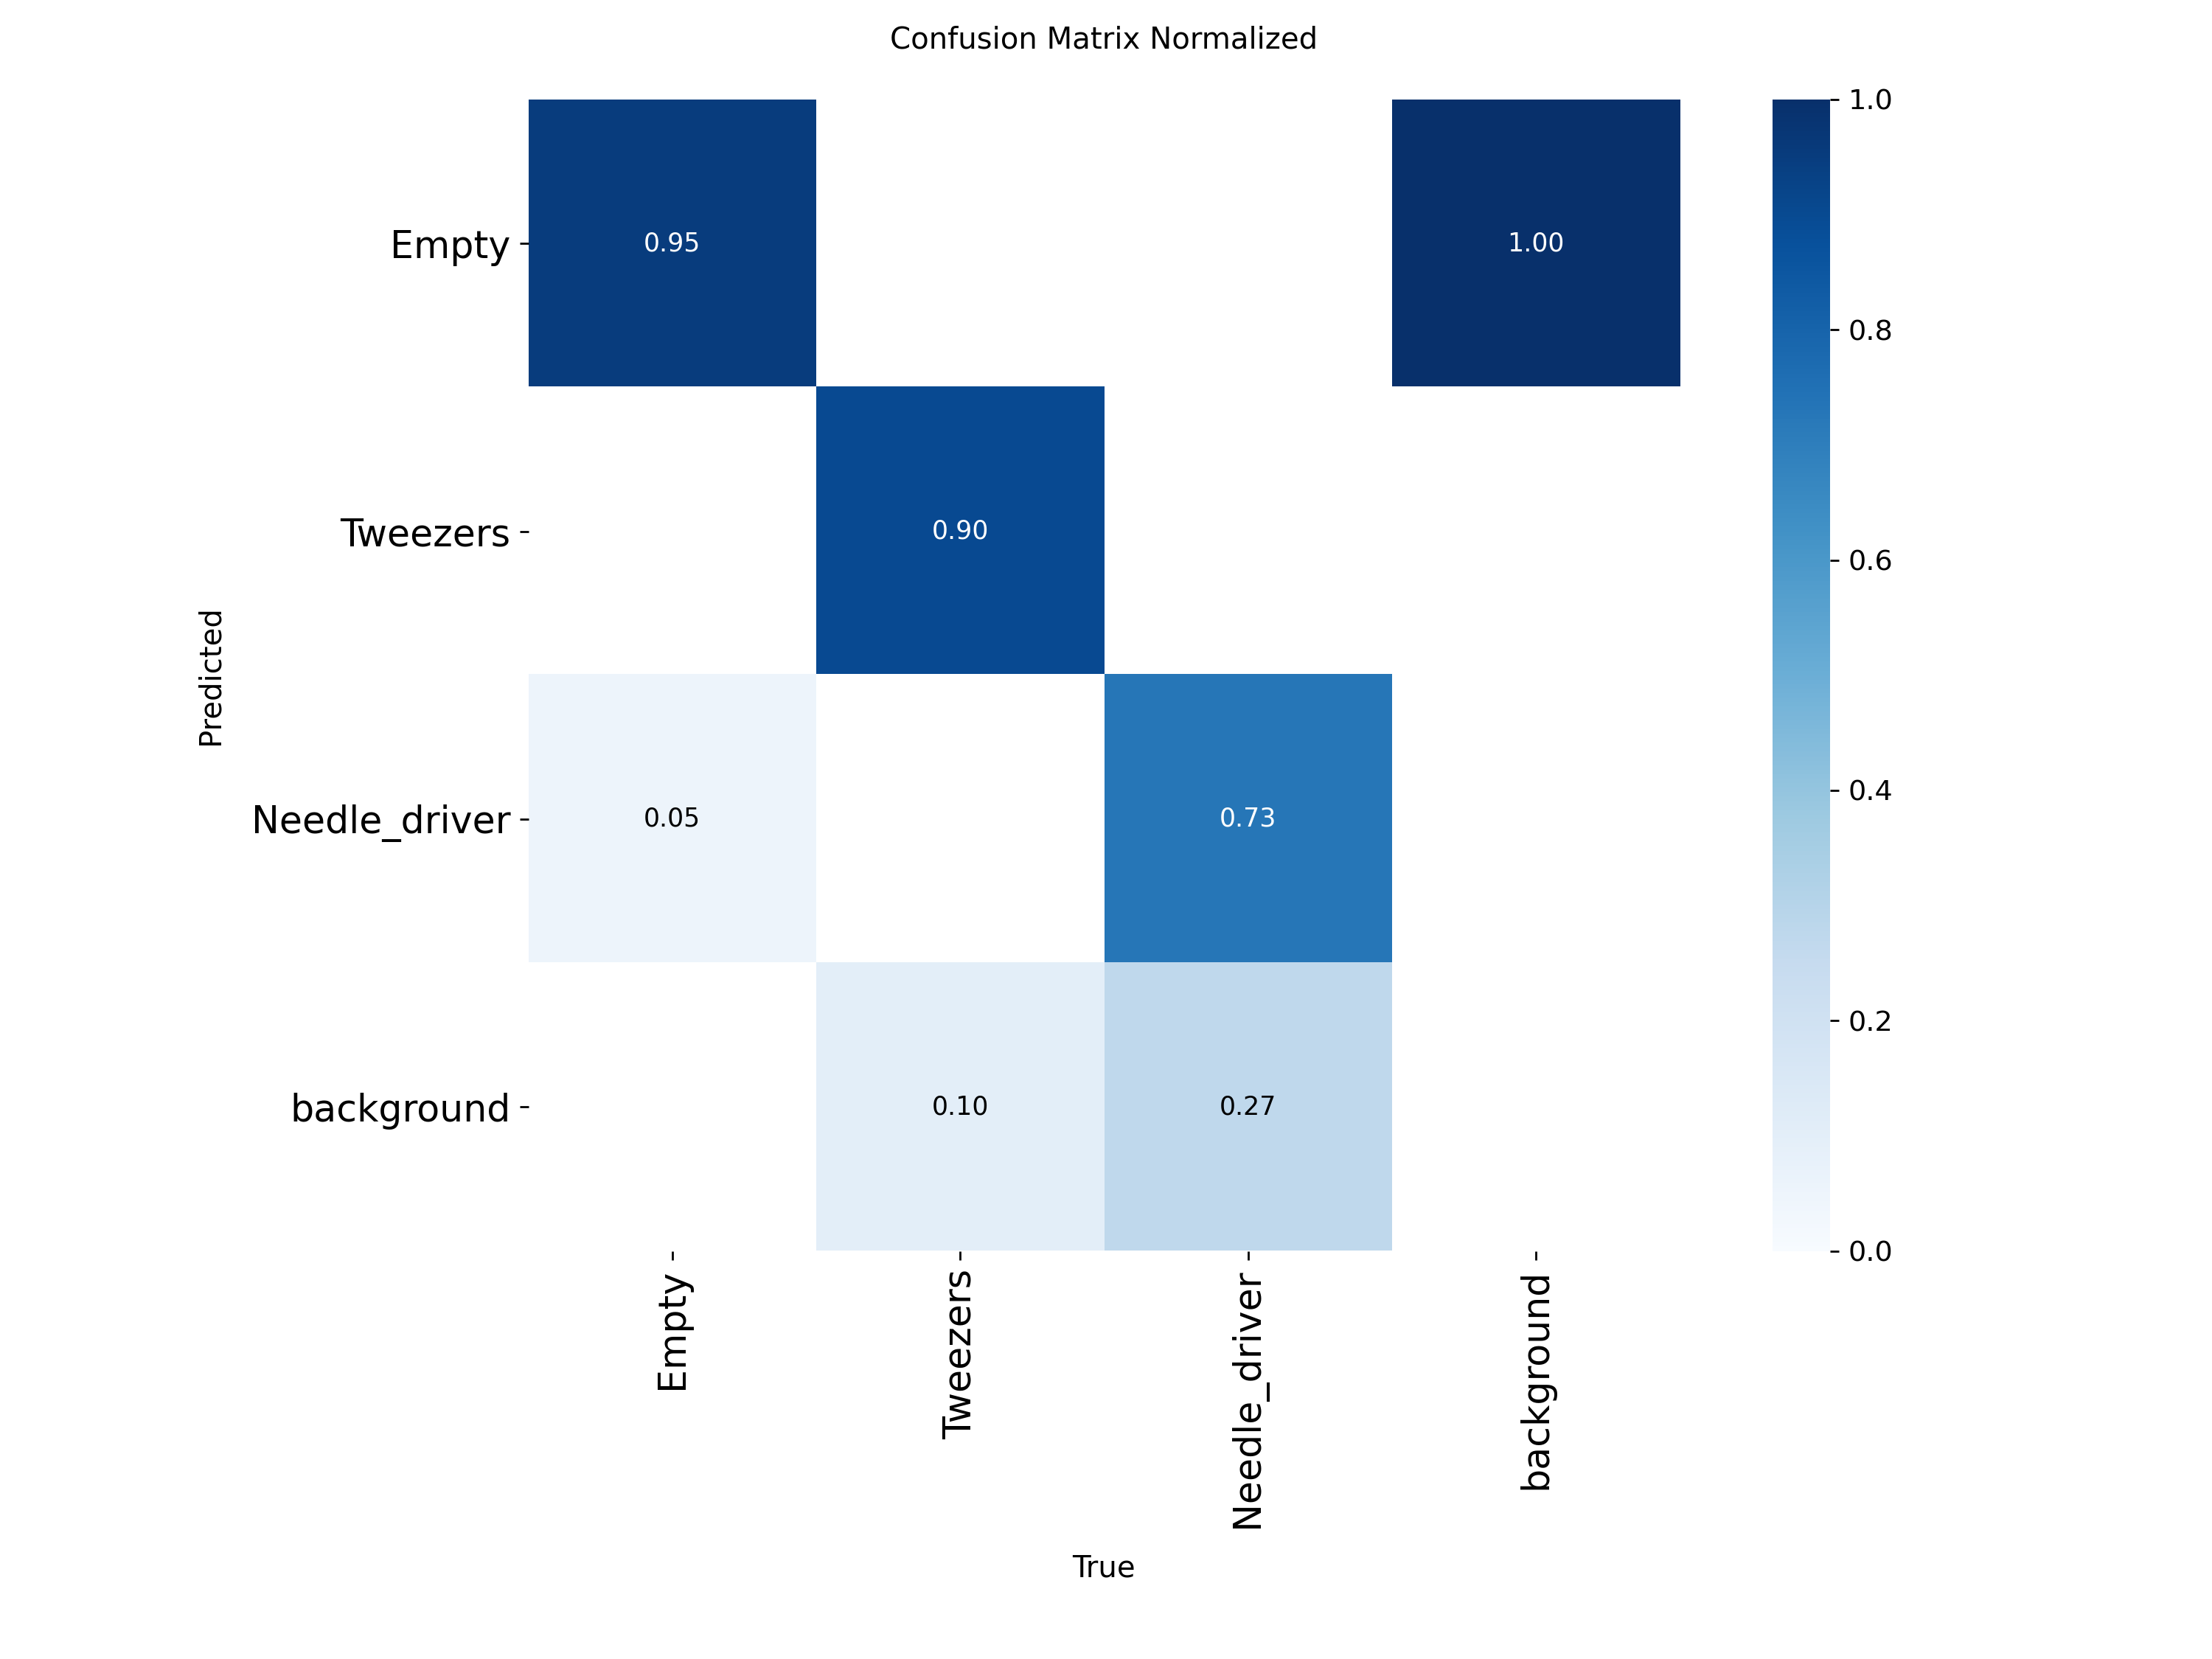 Confusion Matrix Normalized
Empty
0.95
1.00
Tweezers
0.90
Needle_driver
0.05
0.73
background
0.10
0.27
Predicted
Empty
Tweezers
Needle_driver
background
True
1.0
0.8
0.6
0.4
0.2
0.0